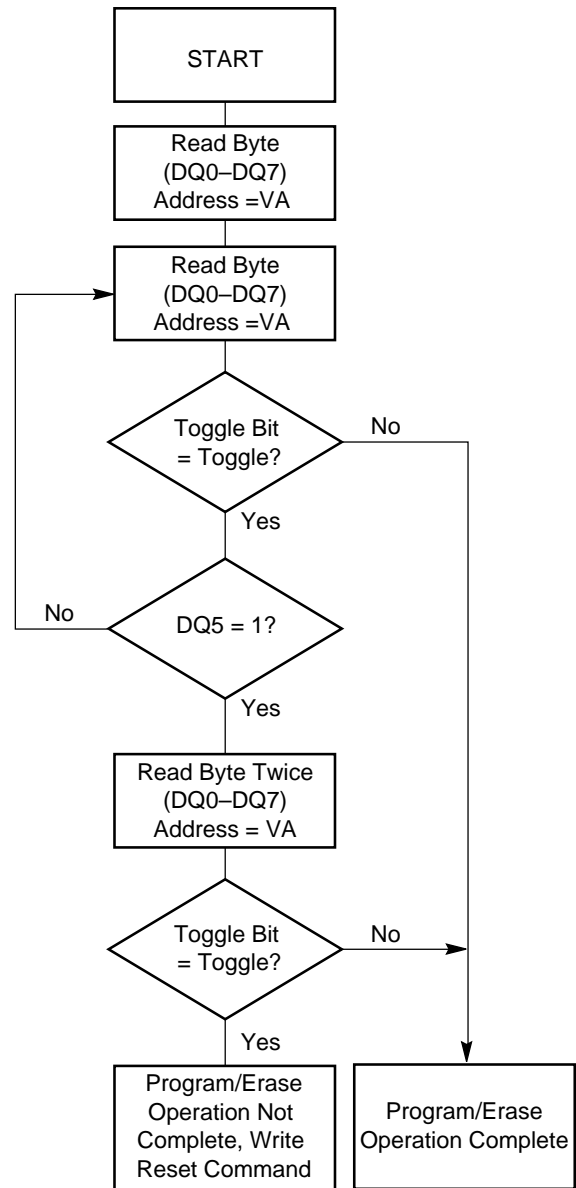 START
Read Byte
(DQ0–DQ7)
Address =VA
Read Byte
(DQ0–DQ7)
Address =VA
Toggle Bit
= Toggle?
No
Yes
No
DQ5 = 1?
Yes
Read Byte Twice
(DQ0–DQ7)
Address = VA
Toggle Bit
= Toggle?
No
Yes
Program/Erase
Operation Not
Complete, Write
Reset Command
Program/Erase
Operation Complete